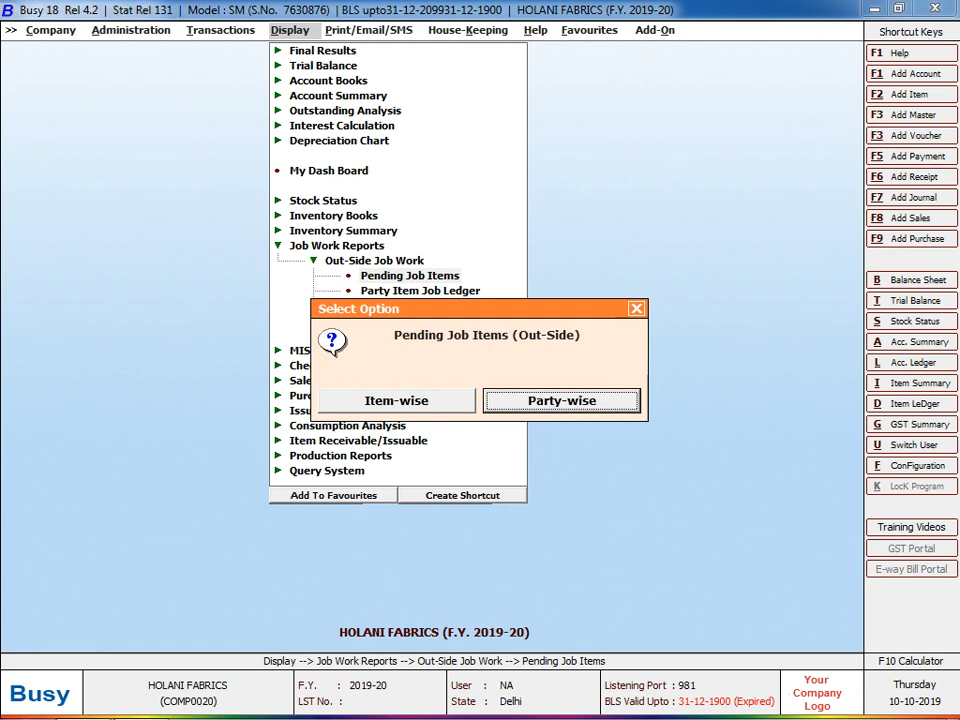 Busy 18 Rel 4.2 | Stat Rel 131 | Model : SM (S.No. 7630876) | BLS upto31-12-209931-12-1900 | HOLANI FABRICS (F.Y. 2019-20)
>> Company Administration Transactions Display Print/Email/SMS House-Keeping Help Favourites Add-On
Shortcut Keys
F1 Help
F1 Add Account
F2 Add Item
F3 Add Master
F3 Add Voucher
F5 Add Payment
F6 Add Receipt
F7 Add Journal
F8 Add Sales
F9 Add Purchase
B Balance Sheet
T Trial Balance
S Stock Status
A Acc. Summary
L Acc. Ledger
I Item Summary
D Item LeDger
G GST Summary
U Switch User
F ConFiguration
K LocK Program
Training Videos
GST Portal
E-way Bill Portal
Final Results
Trial Balance
Account Books
Account Summary
Outstanding Analysis
Interest Calculation
Depreciation Chart
My Dash Board
Stock Status
Inventory Books
Inventory Summary
Job Work Reports
Out-Side Job Work
Pending Job Items
Party Item Job Ledger
Select Option
Pending Job Items (Out-Side)
Item-wise Party-wise
MIS
Che
Sale
Pur
Issu
Consumption Analysis
Item Receivable/Issuable
Production Reports
Query System
Add To Favourites Create Shortcut
HOLANI FABRICS (F.Y. 2019-20)
Display --> Job Work Reports --> Out-Side Job Work --> Pending Job Items
F10 Calculator
Busy
HOLANI FABRICS
(COMP0020)
F.Y. : 2019-20
LST No. :
User : NA
State : Delhi
Listening Port : 981
BLS Valid Upto : 31-12-1900 (Expired)
Your
Company
Logo
Thursday
10-10-2019